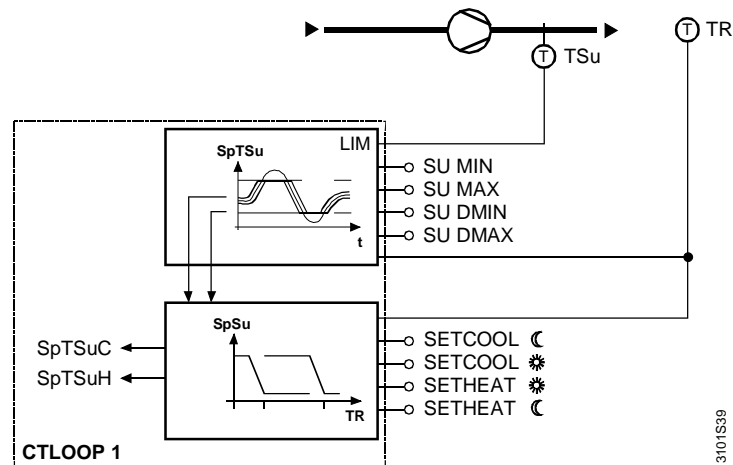 T TR
T TSu
LIM
SpTSu
SU MIN
SU MAX
SU DMIN
SU DMAX
t
SpSu
SETCOOL
SpTSuC
SETCOOL
SpTSuH
SETHEAT
SETHEAT
TR
CTLOOP 1
3101S39